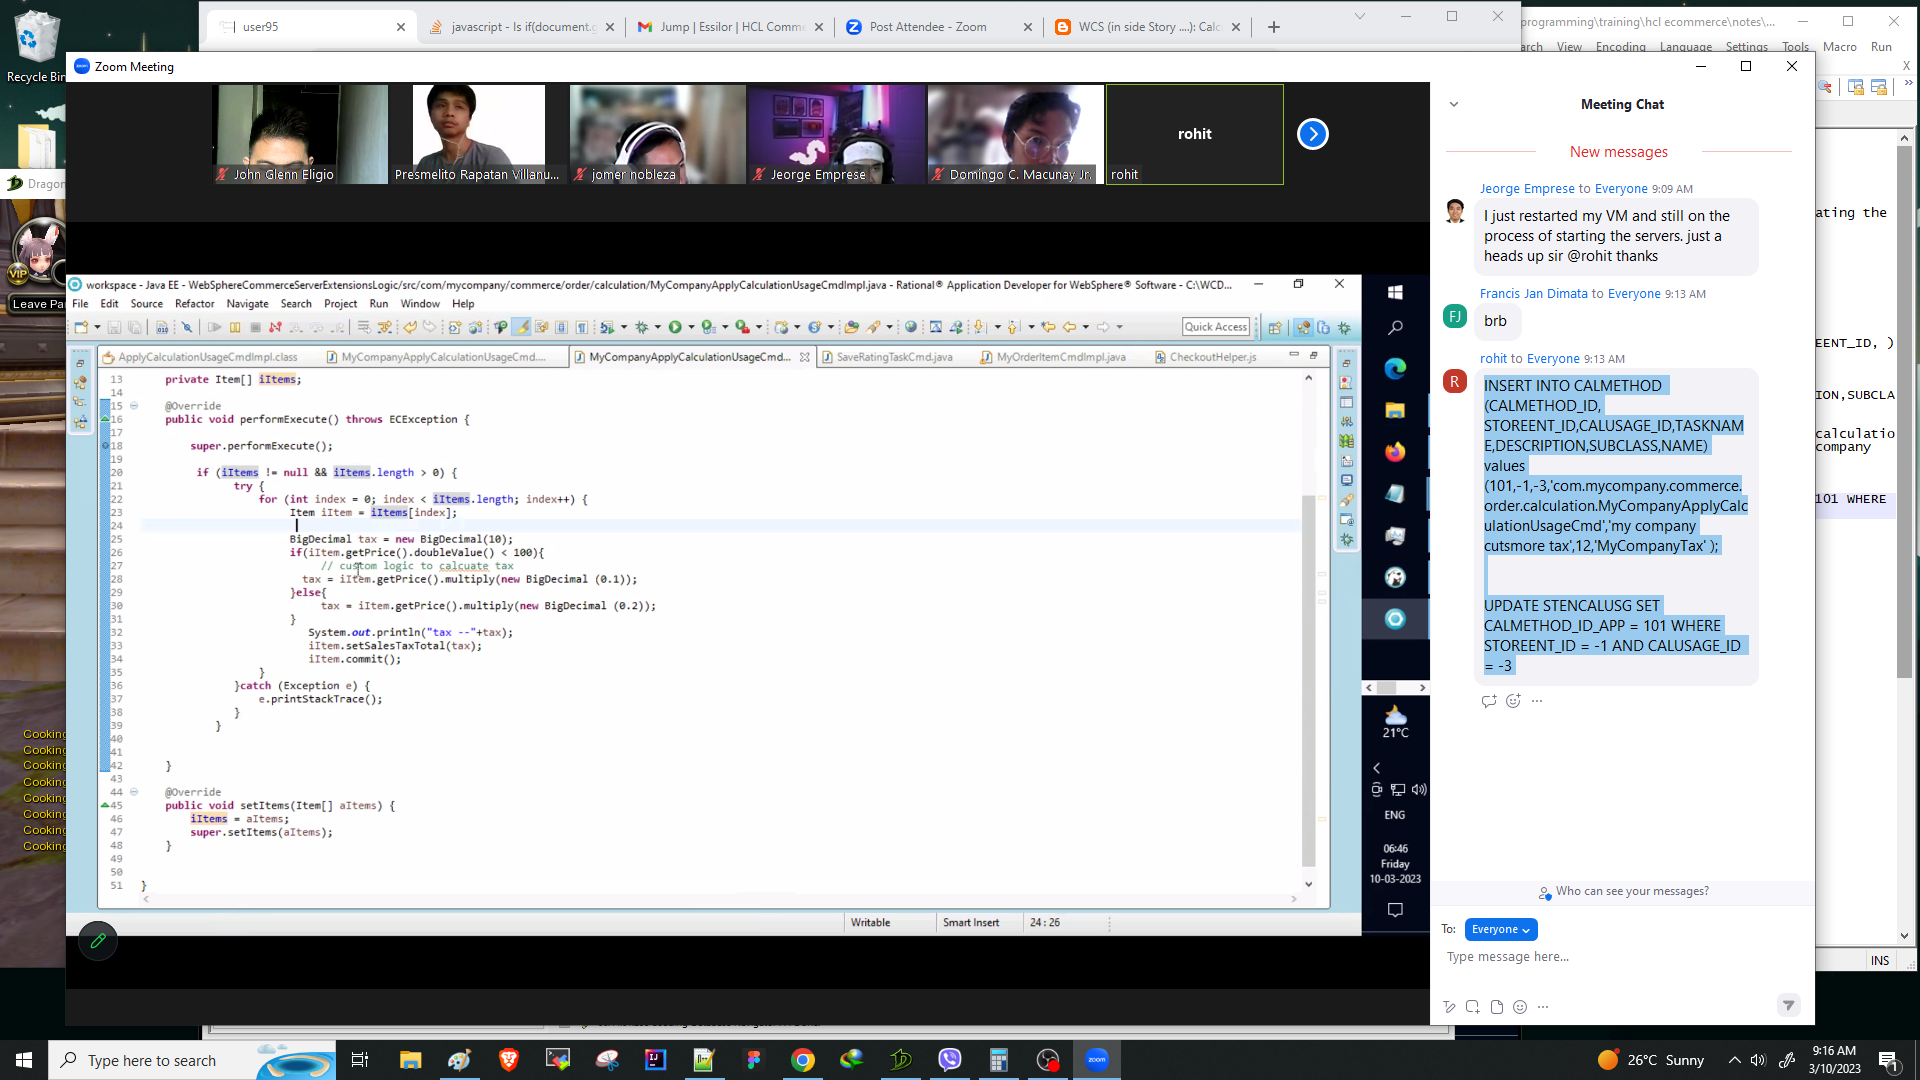 user95
javascript - Is if(document.g
Jump | Essilor | HCL Comme
Post Attendee - Zoom
WCS (in side Story ....): Calc
programming\training\hcl ecommerce\notes\...
Recycle Bin
Zoom Meeting
arch View Encoding Language Settings Tools Macro Run
X
Meeting Chat
New messages
John Glenn Eligio
Presmelito Rapatan Villanu...
jomer nobleza
Jeorge Emprese
Domingo C. Macunay Jr.
rohit
rohit
Jeorge Emprese to Everyone 9:09 AM
I just restarted my VM and still on the
process of starting the servers. just a
heads up sir @rohit thanks
Francis Jan Dimata to Everyone 9:13 AM
FJ
brb
rohit to Everyone 9:13 AM
R
INSERT INTO CALMETHOD
(CALMETHOD_ID,
STOREENT_ID,CALUSAGE_ID,TASKNAM
E,DESCRIPTION,SUBCLASS,NAME)
values
(101,-1,-3,'com.mycompany.commerce.
order.calculation.MyCompanyApplyCalc
ulationUsageCmd','my company
cutsmore tax',12,'MyCompanyTax' );
UPDATE STENCALUSG SET
CALMETHOD_ID_APP = 101 WHERE
STOREENT_ID = -1 AND CALUSAGE_ID
= -3
Who can see your messages?
To: Everyone
Type message here...
ating the
EENT_ID, )
ION,SUBCLA
calculatio
ompany
101 WHERE
INS
Dragon
VIP
Leave Par
Cooking
Cooking
Cooking
Cooking
Cooking
Cooking
Cooking
Cooking
workspace - Java EE - WebSphereCommerceServerExtensionsLogic/src/com/mycompany/commerce/order/calculation/MyCompanyApplyCalculationUsageCmdImpl.java - Rational® Application Developer for WebSphere® Software - C:\WCD...
File Edit Source Refactor Navigate Search Project Run Window Help
Quick Access
ApplyCalculationUsageCmdImpl.class
MyCompanyApplyCalculationUsageCmd....
MyCompanyApplyCalculationUsageCmd...
SaveRatingTaskCmd.java
MyOrderItemCmdImpl.java
CheckoutHelper.js
13 private Item[] iItems;
14
15 @Override
16 public void performExecute() throws ECException {
17
18 super.performExecute();
19
20 if (iItems != null && iItems.length > 0) {
21 try {
22 for (int index = 0; index < iItems.length; index++) {
23 Item iItem = iItems[index];
24
25 BigDecimal tax = new BigDecimal(10);
26 if(iItem.getPrice().doubleValue() < 100){
27 // custom logic to calcuate tax
28 tax = iItem.getPrice().multiply(new BigDecimal (0.1));
29 }else{
30 tax = iItem.getPrice().multiply(new BigDecimal (0.2));
31 }
32 System.out.println("tax --"+tax);
33 iItem.setSalesTaxTotal(tax);
34 iItem.commit();
35 }
36 }catch (Exception e) {
37 e.printStackTrace();
38 }
39 }
40
41
42 }
43
44 @Override
45 public void setItems(Item[] aItems) {
46 iItems = aItems;
47 super.setItems(aItems);
48 }
49
50
51 }
Writable
Smart Insert
24 : 26
21°C
ENG
06:46
Friday
10-03-2023
Type here to search
zoom
26°C Sunny
9:16 AM
3/10/2023
1